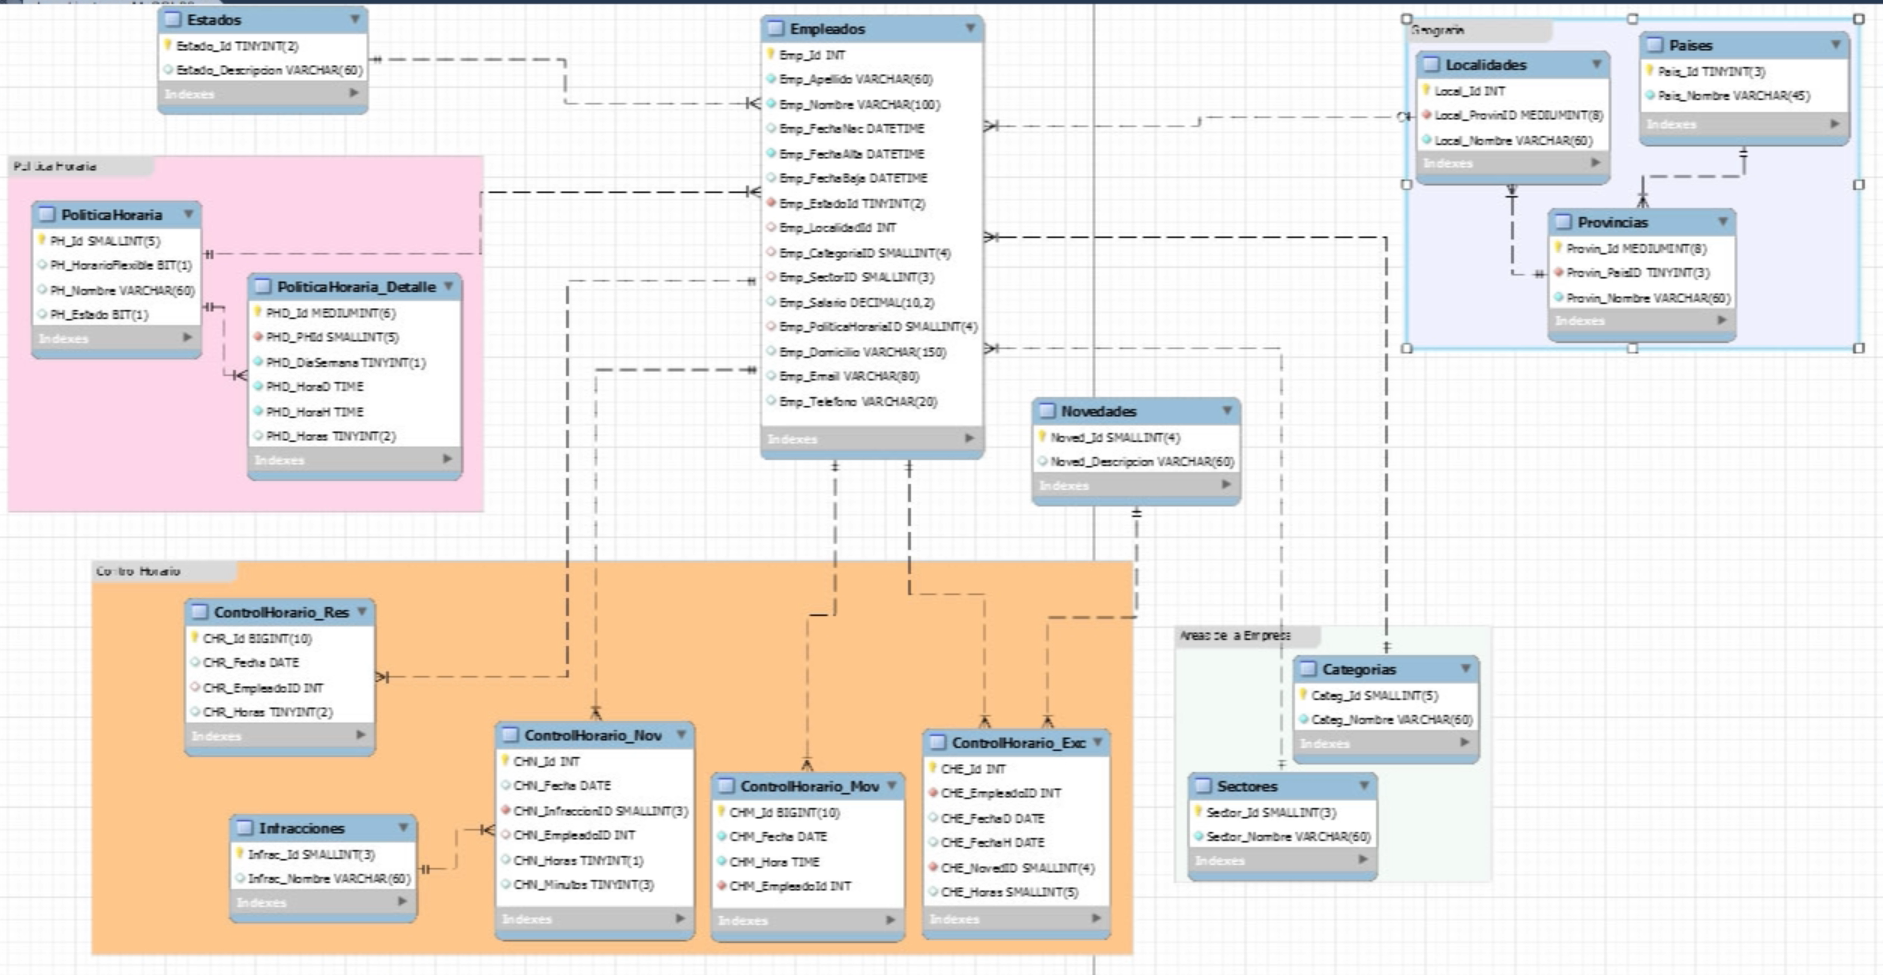 Estados
Estado_Id TINYINT(2)
Estado_Descripcion VARCHAR(60)
Indexes
Empleados
Emp_Id INT
Emp_Apellido VARCHAR(60)
Emp_Nombre VARCHAR(100)
Emp_FechaNac DATETIME
Emp_FechaAlta DATETIME
Emp_FechaBaja DATETIME
Emp_EstadoId TINYINT(2)
Emp_LocalidadId INT
Emp_CategoriaID SMALLINT(4)
Emp_SectorID SMALLINT(3)
Emp_Salario DECIMAL(10,2)
Emp_PoliticaHorariaID SMALLINT(4)
Emp_Domicilio VARCHAR(150)
Emp_Email VARCHAR(80)
Emp_Telefono VARCHAR(20)
Indexes
Geografia
Localidades
Local_Id INT
Local_ProvinID MEDIUMINT(8)
Local_Nombre VARCHAR(60)
Indexes
Paises
Pais_Id TINYINT(3)
Pais_Nombre VARCHAR(45)
Indexes
Provincias
Provin_Id MEDIUMINT(8)
Provin_PaisID TINYINT(3)
Provin_Nombre VARCHAR(60)
Indexes
Politica Horaria
PoliticaHoraria
PH_Id SMALLINT(5)
PH_HorarioFlexible BIT(1)
PH_Nombre VARCHAR(60)
PH_Estado BIT(1)
Indexes
PoliticaHoraria_Detalle
PHD_Id MEDIUMINT(6)
PHD_PHId SMALLINT(5)
PHD_DiaSemana TINYINT(1)
PHD_HoraD TIME
PHD_HoraH TIME
PHD_Horas TINYINT(2)
Indexes
Novedades
Noved_Id SMALLINT(4)
Noved_Descripcion VARCHAR(60)
Indexes
Control Horario
ControlHorario_Res
CHR_Id BIGINT(10)
CHR_Fecha DATE
CHR_EmpleadoID INT
CHR_Horas TINYINT(2)
Indexes
Infracciones
Infrac_Id SMALLINT(3)
Infrac_Nombre VARCHAR(60)
Indexes
ControlHorario_Nov
CHN_Id INT
CHN_Fecha DATE
CHN_InfraccionID SMALLINT(3)
CHN_EmpleadoID INT
CHN_Horas TINYINT(1)
CHN_Minutos TINYINT(3)
Indexes
ControlHorario_Mov
CHM_Id BIGINT(10)
CHM_Fecha DATE
CHM_Hora TIME
CHM_EmpleadoId INT
Indexes
ControlHorario_Exc
CHE_Id INT
CHE_EmpleadoID INT
CHE_FechaD DATE
CHE_FechaH DATE
CHE_NovedID SMALLINT(4)
CHE_Horas SMALLINT(5)
Indexes
Areas de la Empresa
Categorias
Categ_Id SMALLINT(5)
Categ_Nombre VARCHAR(60)
Indexes
Sectores
Sector_Id SMALLINT(3)
Sector_Nombre VARCHAR(60)
Indexes